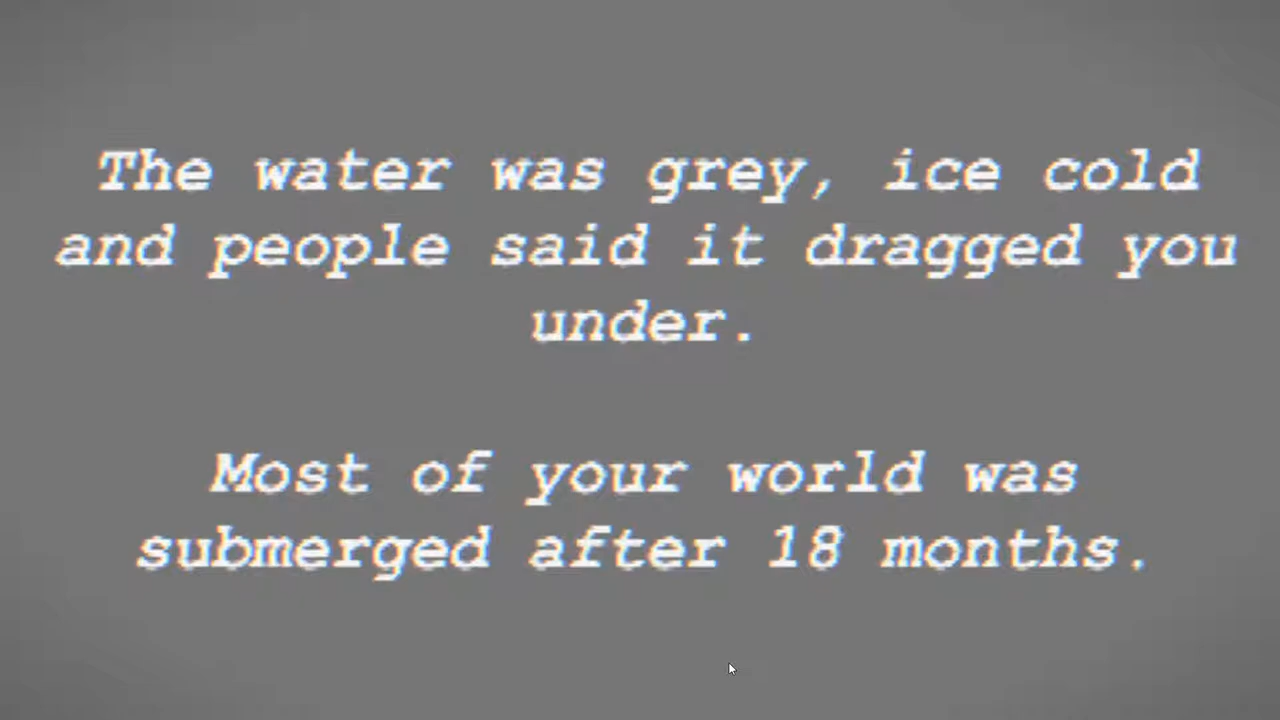 The water was grey, ice cold
and people said it dragged you
under.
Most of your world was
submerged after 18 months.